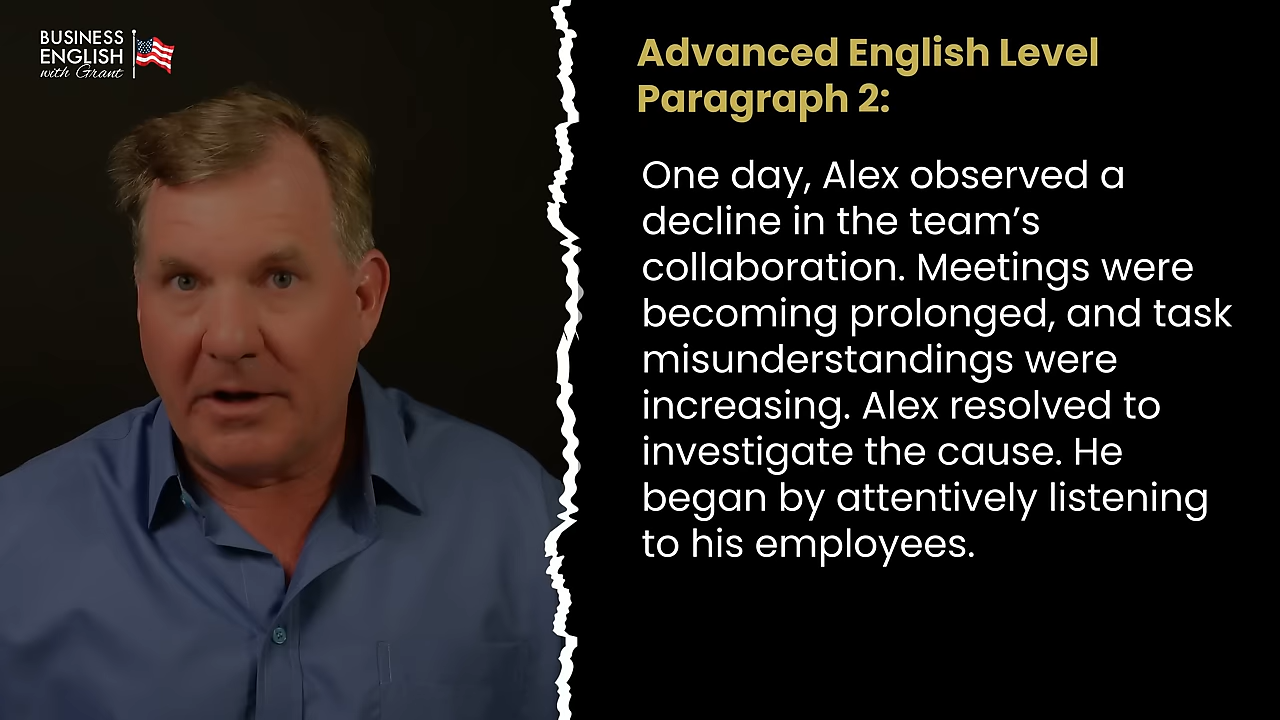 BUSINESS
ENGLISH
with Grant
Advanced English Level
Paragraph 2:
One day, Alex observed a
decline in the team’s
collaboration. Meetings were
becoming prolonged, and task
misunderstandings were
increasing. Alex resolved to
investigate the cause. He
began by attentively listening
to his employees.